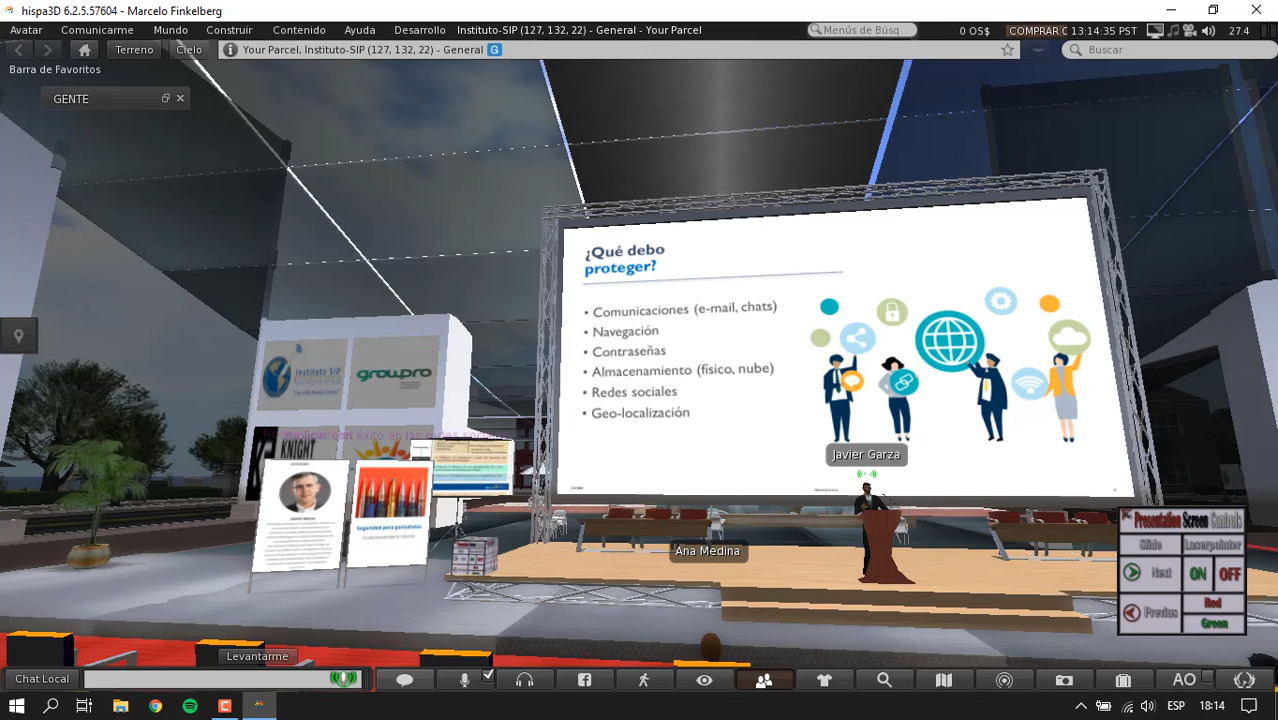 hispa3D 6.2.5.57604 - Marcelo Finkelberg
Avatar Comunicarme Mundo Construir Contenido Ayuda Desarrollo Instituto-SIP (127, 132, 22) - General - Your Parcel
Menús de Búsq
0 OS$ COMPRAR 13:14:35 PST 27.4
Terreno Cielo Your Parcel, Instituto-SIP (127, 132, 22) - General G Buscar
Barra de Favoritos
GENTE
¿Qué debo
proteger?
• Comunicaciones (e-mail, chats)
• Navegación
• Contraseñas
• Almacenamiento (físico, nube)
• Redes sociales
• Geo-localización
Instituto SIP
growpro
KNIGHT
Javier Garza
Seguridad para periodistas
Ana Medina
Presentation Screen
Slide Laserpointer
Next ON OFF
Previus Red
Green
Levantarme
Chat Local AO
ESP 18:14